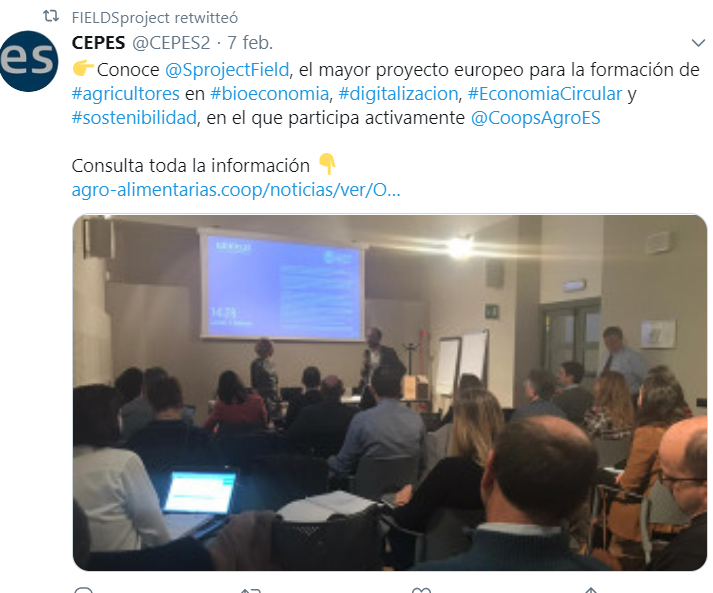 FIELDSproject retwitteó
CEPES @CEPES2 · 7 feb.
es
Conoce @SprojectField, el mayor proyecto europeo para la formación de
#agricultores en #bioeconomia, #digitalizacion, #EconomiaCircular y
#sostenibilidad, en el que participa activamente @CoopsAgroES
Consulta toda la información
agro-alimentarias.coop/noticias/ver/O...
14:28